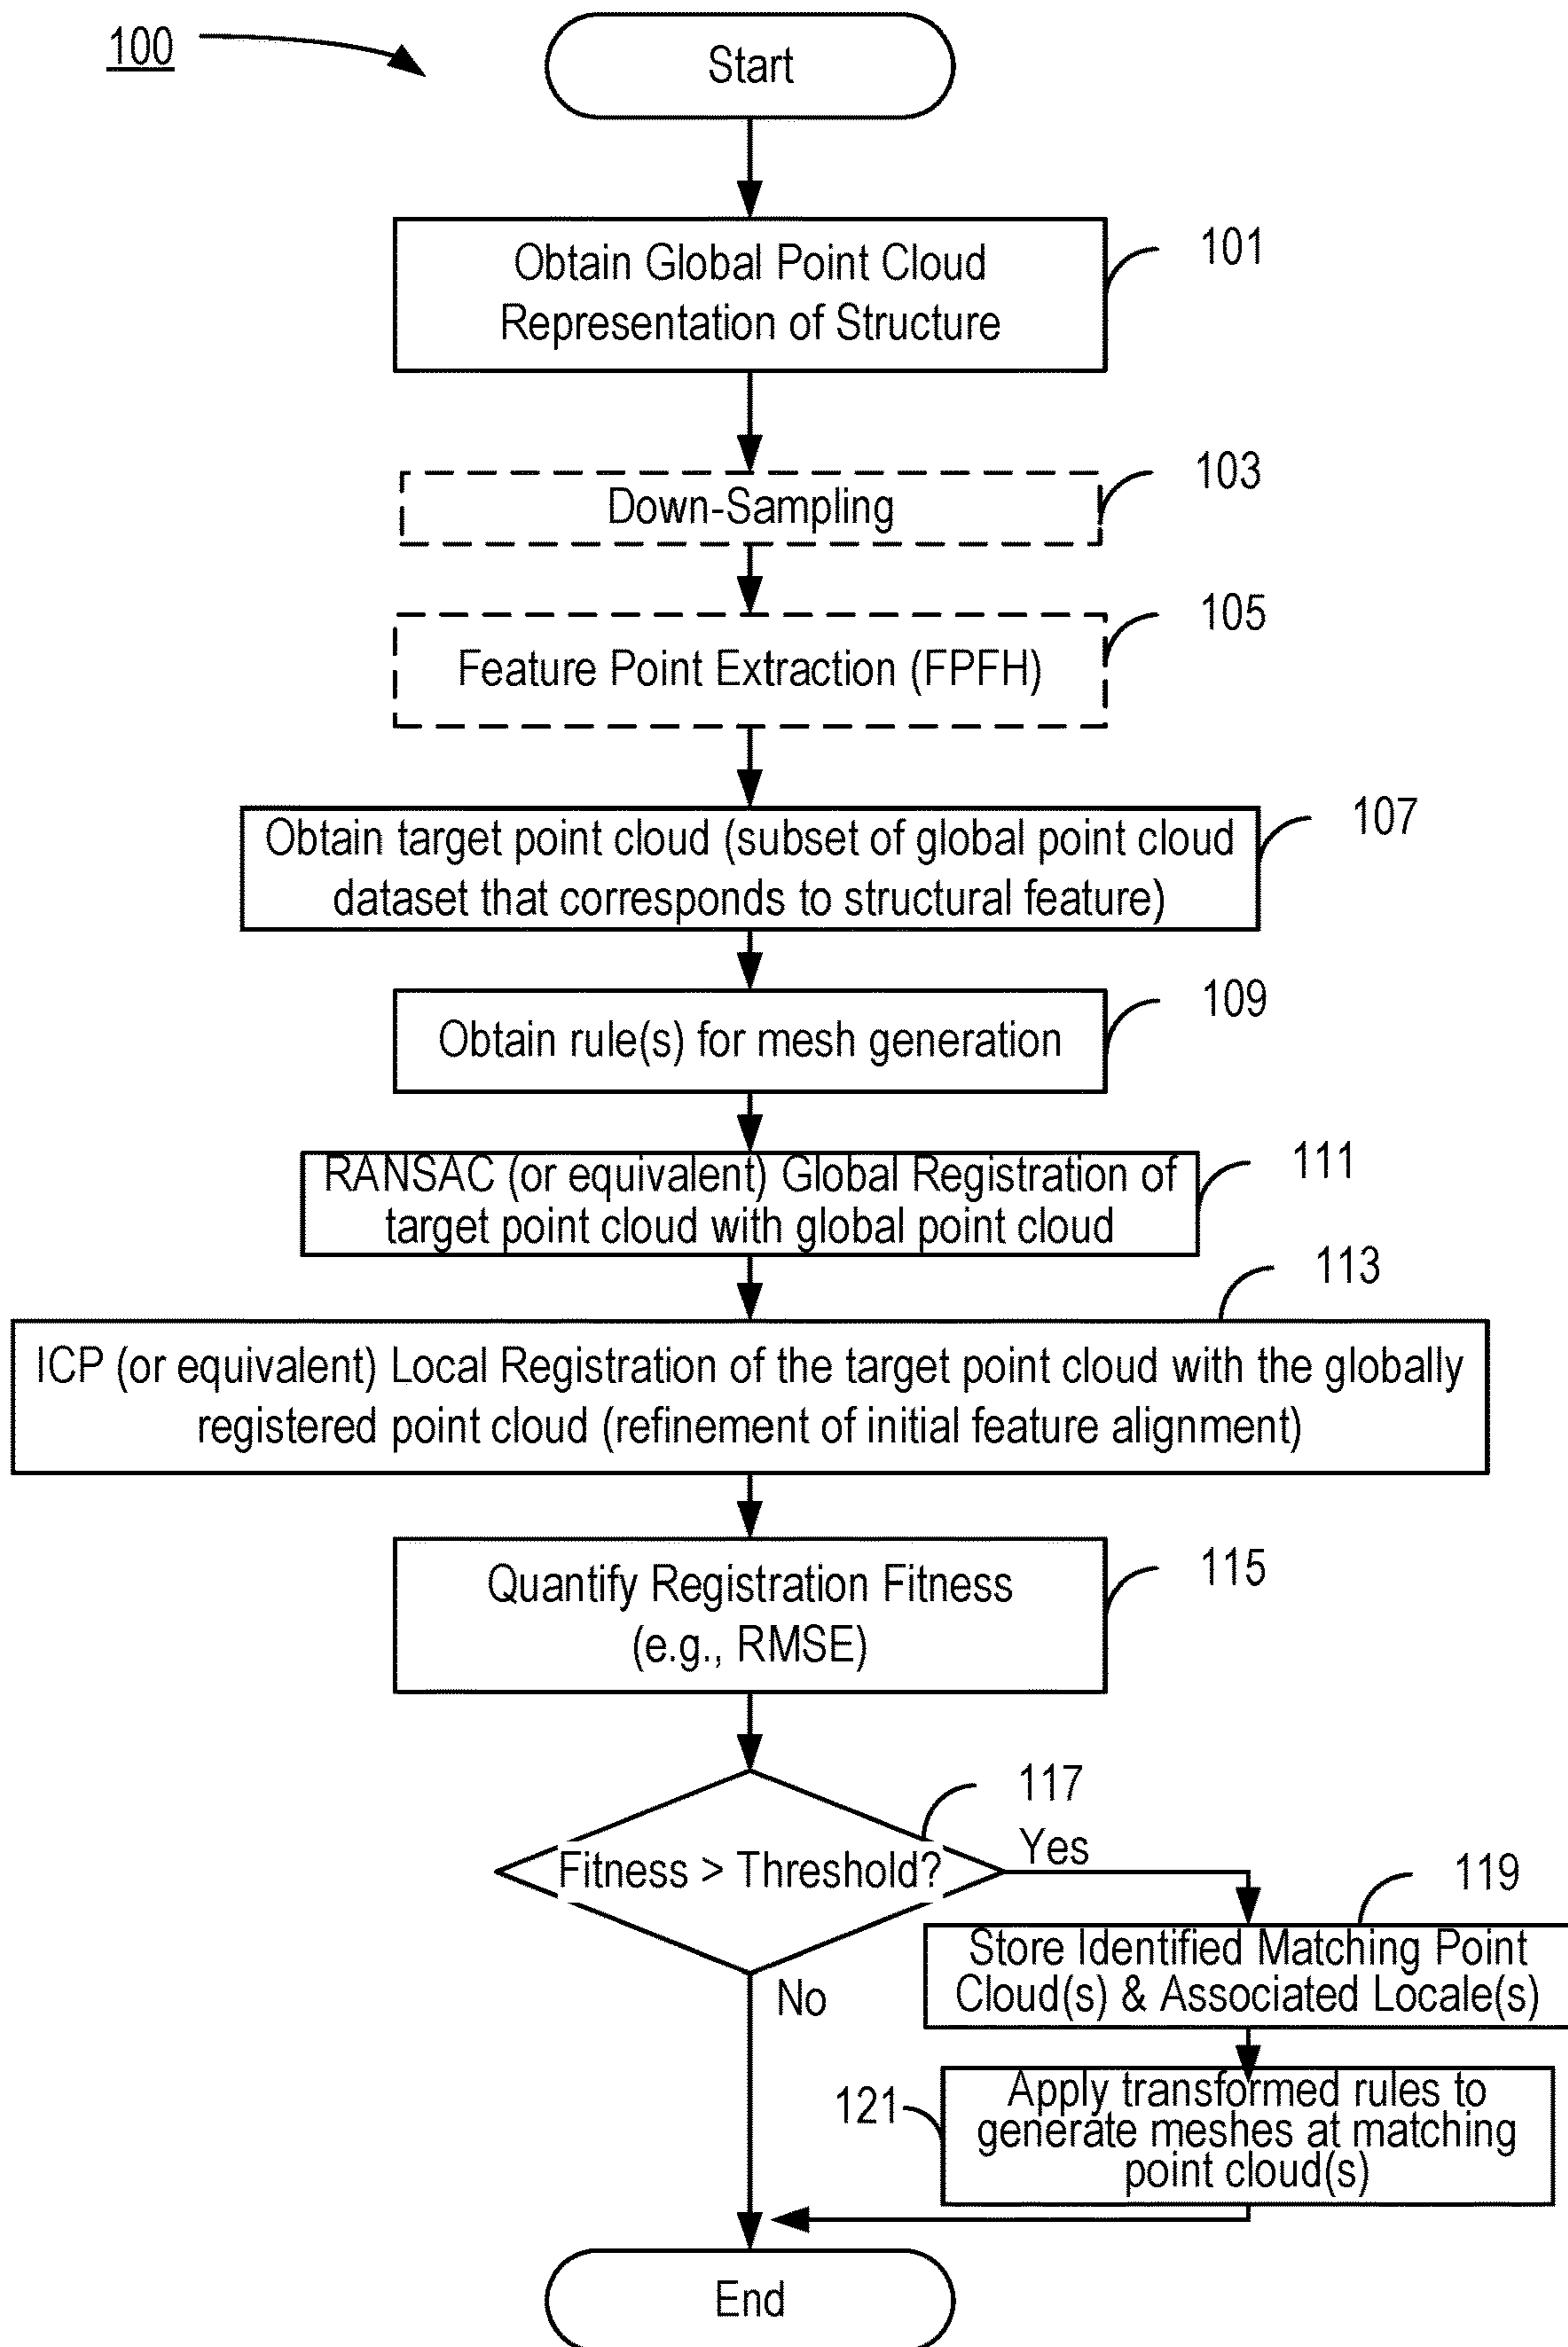 100
Start
Obtain Global Point Cloud
Representation of Structure
101
Down-Sampling
103
Feature Point Extraction (FPFH)
105
Obtain target point cloud (subset of global point cloud
dataset that corresponds to structural feature)
107
Obtain rule(s) for mesh generation
109
RANSAC (or equivalent) Global Registration of
target point cloud with global point cloud
111
ICP (or equivalent) Local Registration of the target point cloud with the globally
registered point cloud (refinement of initial feature alignment)
113
Quantify Registration Fitness
(e.g., RMSE)
115
Fitness > Threshold?
117
Yes
No
Store Identified Matching Point
Cloud(s) & Associated Locale(s)
119
Apply transformed rules to
generate meshes at matching
point cloud(s)
121
End